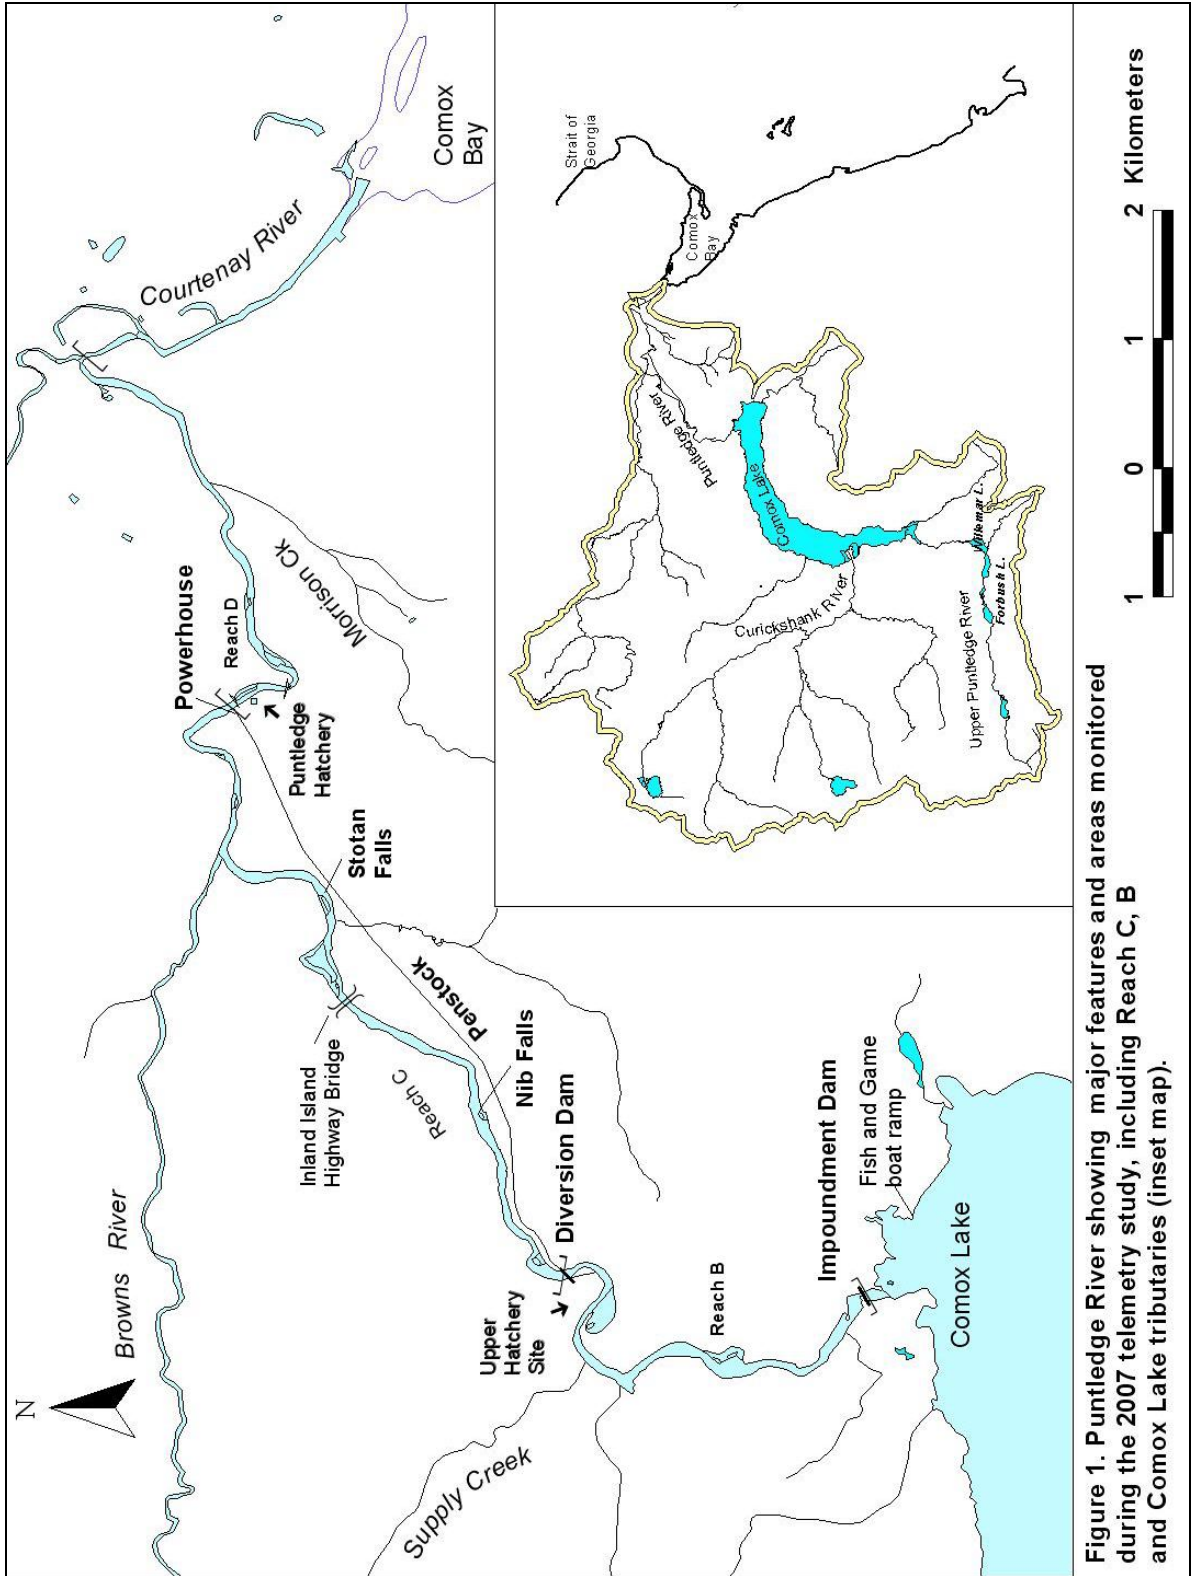 N
Browns River
Courtenay River
Comox
Bay
Powerhouse
Reach D
Morrison Ck
Puntledge
Hatchery
Stotan
Falls
Inland Island
Highway Bridge
Penstock
Reach C
Nib Falls
Diversion Dam
Upper
Hatchery
Site
Supply Creek
Reach B
Impoundment Dam
Fish and Game
boat ramp
Comox Lake
Strait of
Georgia
Comox
Bay
Puntledge River
Comox Lake
Curickshank River
Upper Puntledge River
Willemar L.
Forbush L.
1 0 1 2 Kilometers
Figure 1. Puntledge River showing major features and areas monitored
during the 2007 telemetry study, including Reach C, B
and Comox Lake tributaries (inset map).